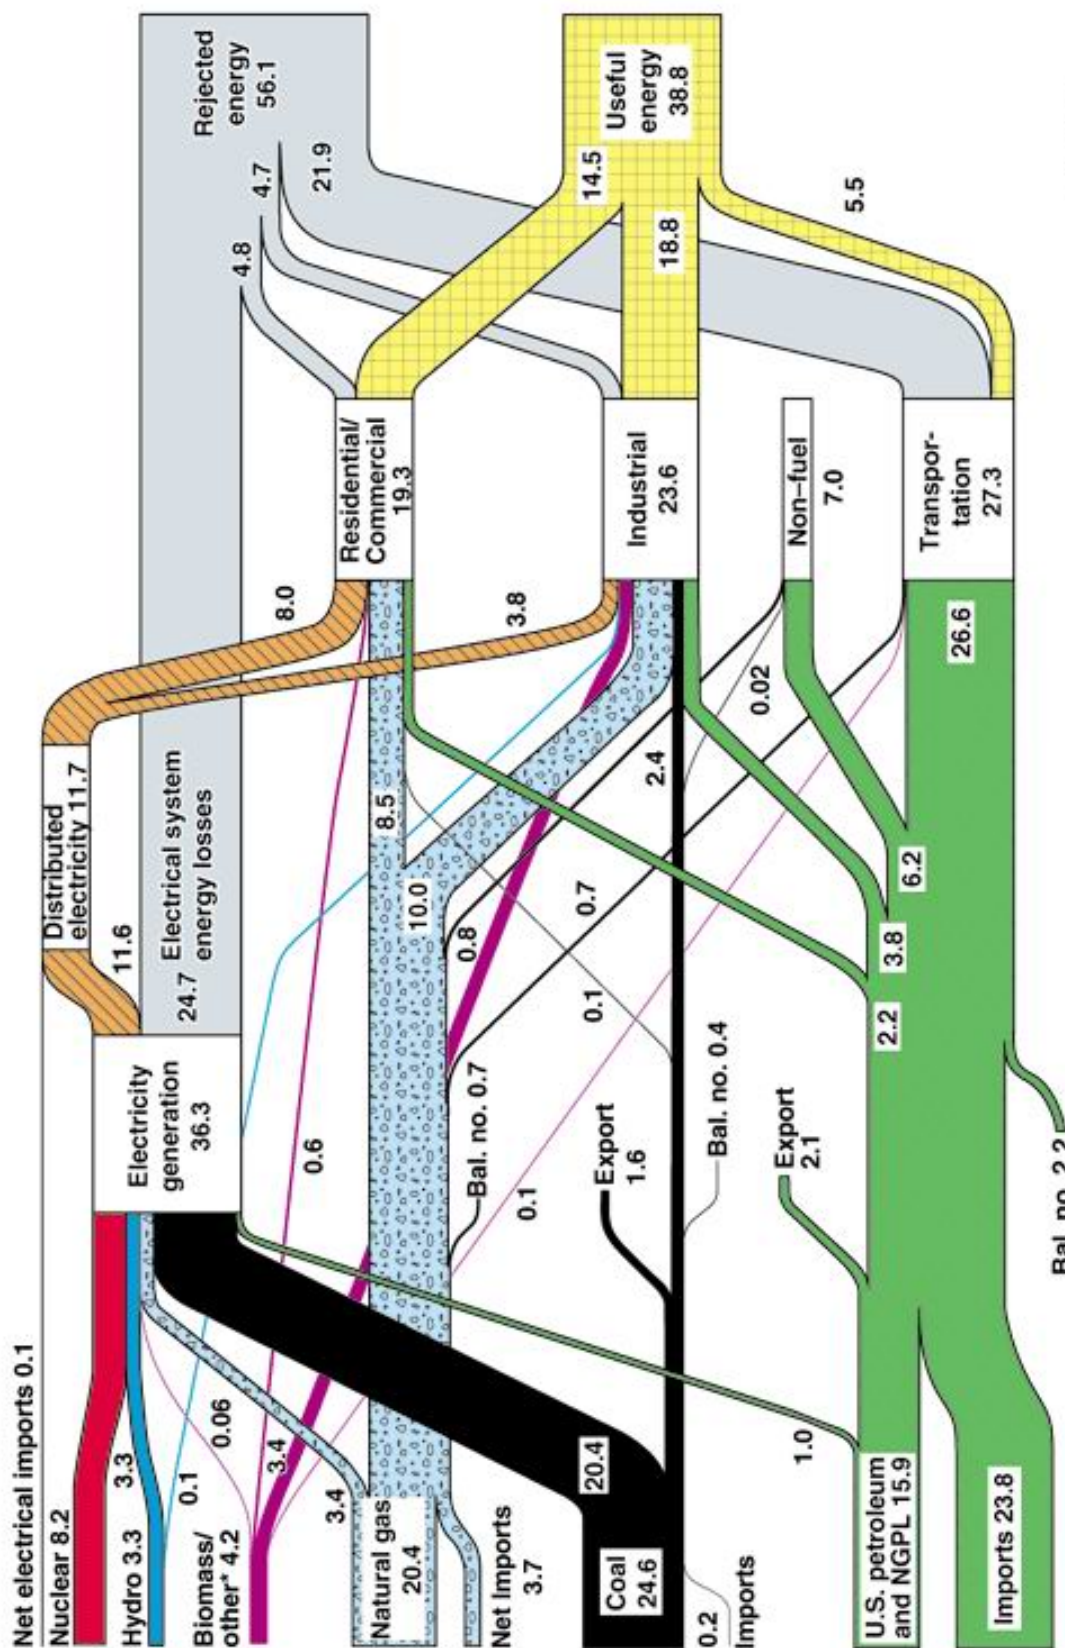 Net electrical imports 0.1
Nuclear 8.2
Hydro 3.3
3.3
0.1
Biomass/
other* 4.2
0.06
3.4
0.6
3.4
Natural gas
20.4
Net Imports
3.7
Bal. no. 0.7
0.1
Coal
24.6
20.4
0.2
Imports
Export
1.6
Bal. no. 0.4
1.0
U.S. petroleum
and NGPL 15.9
Export
2.1
Imports 23.8
Electricity
generation
36.3
11.6
Distributed
electricity 11.7
24.7
Electrical system
energy losses
8.0
3.8
8.5
10.0
0.8
0.7
0.1
2.4
0.02
2.2
3.8
6.2
26.6
Residential/
Commercial
19.3
Industrial
23.6
Non–fuel
7.0
Transpor-
tation
27.3
4.8
4.7
21.9
Rejected
energy
56.1
14.5
18.8
5.5
Useful
energy
38.8